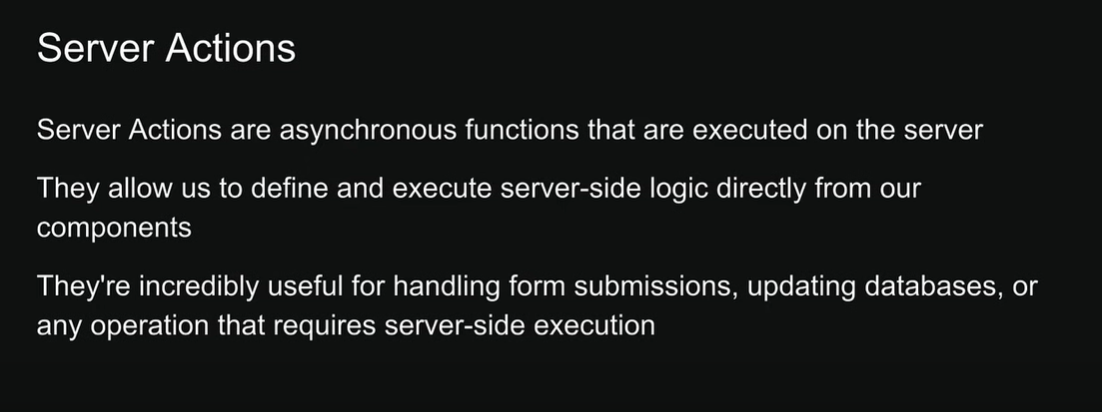 Server Actions
Server Actions are asynchronous functions that are executed on the server
They allow us to define and execute server-side logic directly from our
components
They're incredibly useful for handling form submissions, updating databases, or
any operation that requires server-side execution